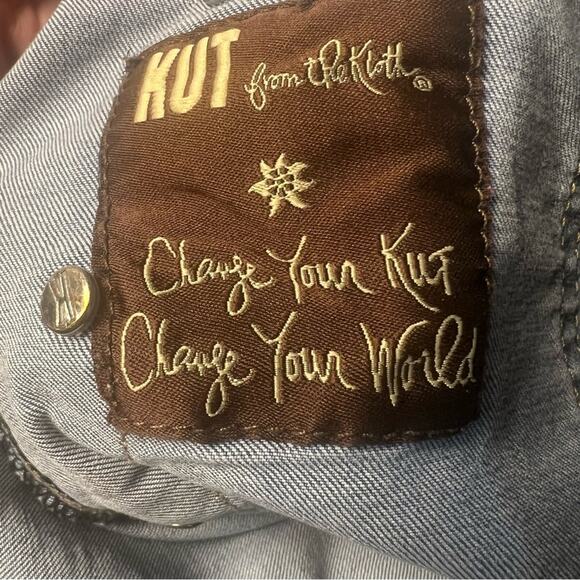 KUT from the Kloth®
Change Your Kut
Change Your World